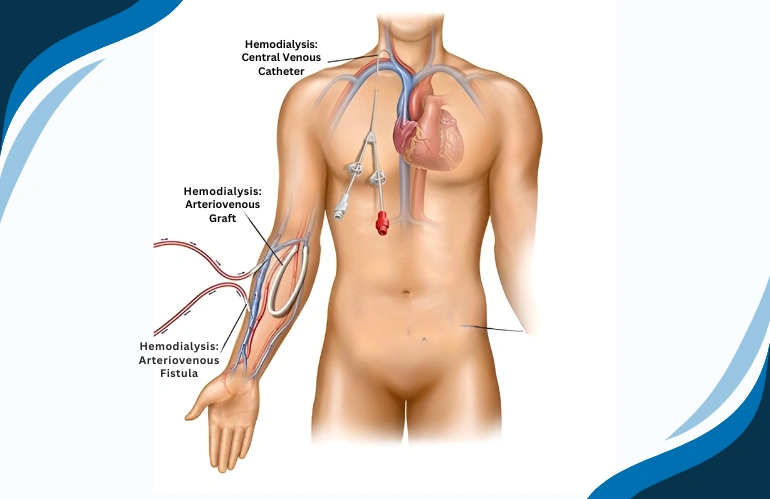 Hemodialysis:
Central Venous
Catheter
Hemodialysis:
Arteriovenous
Graft
Hemodialysis:
Arteriovenous
Fistula